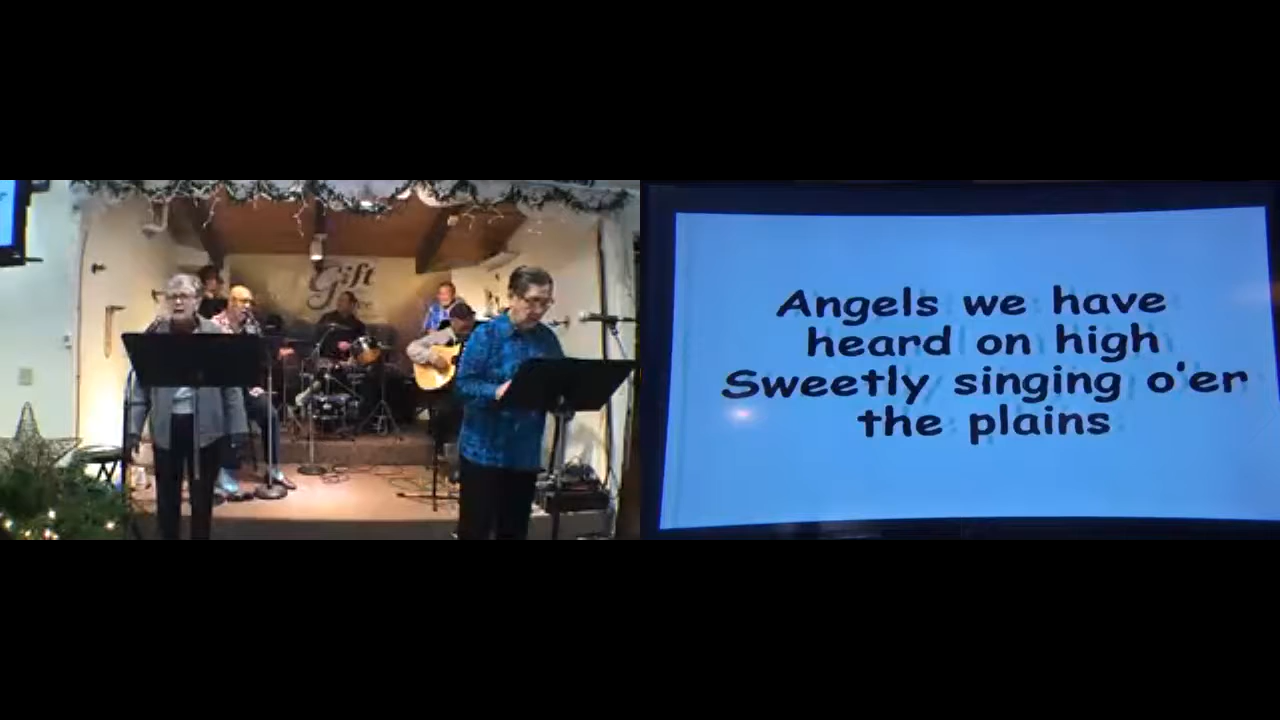 Gift
Angels we have
heard on high
Sweetly singing o'er
the plains